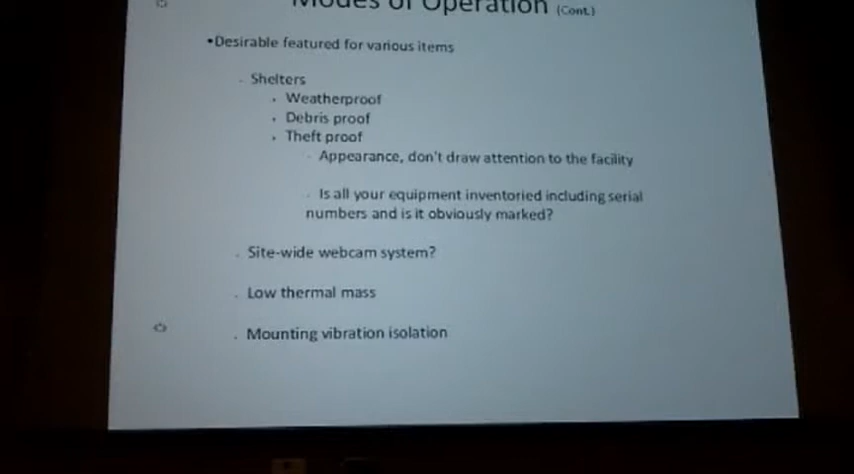 Modes of Operation (Cont.)
•Desirable featured for various items
- Shelters
• Weatherproof
• Debris proof
• Theft proof
- Appearance, don't draw attention to the facility
- Is all your equipment inventoried including serial
numbers and is it obviously marked?
- Site-wide webcam system?
- Low thermal mass
- Mounting vibration isolation